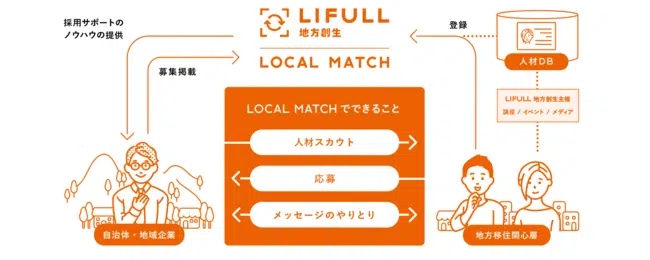 採用サポートの
ノウハウの提供
募集掲載
LIFULL
地方創生
LOCAL MATCH
登録
人材DB
LIFULL 地方創生主催
講座 / イベント / メディア
LOCAL MATCHでできること
人材スカウト
応募
メッセージのやりとり
自治体・地域企業
地方移住関心層